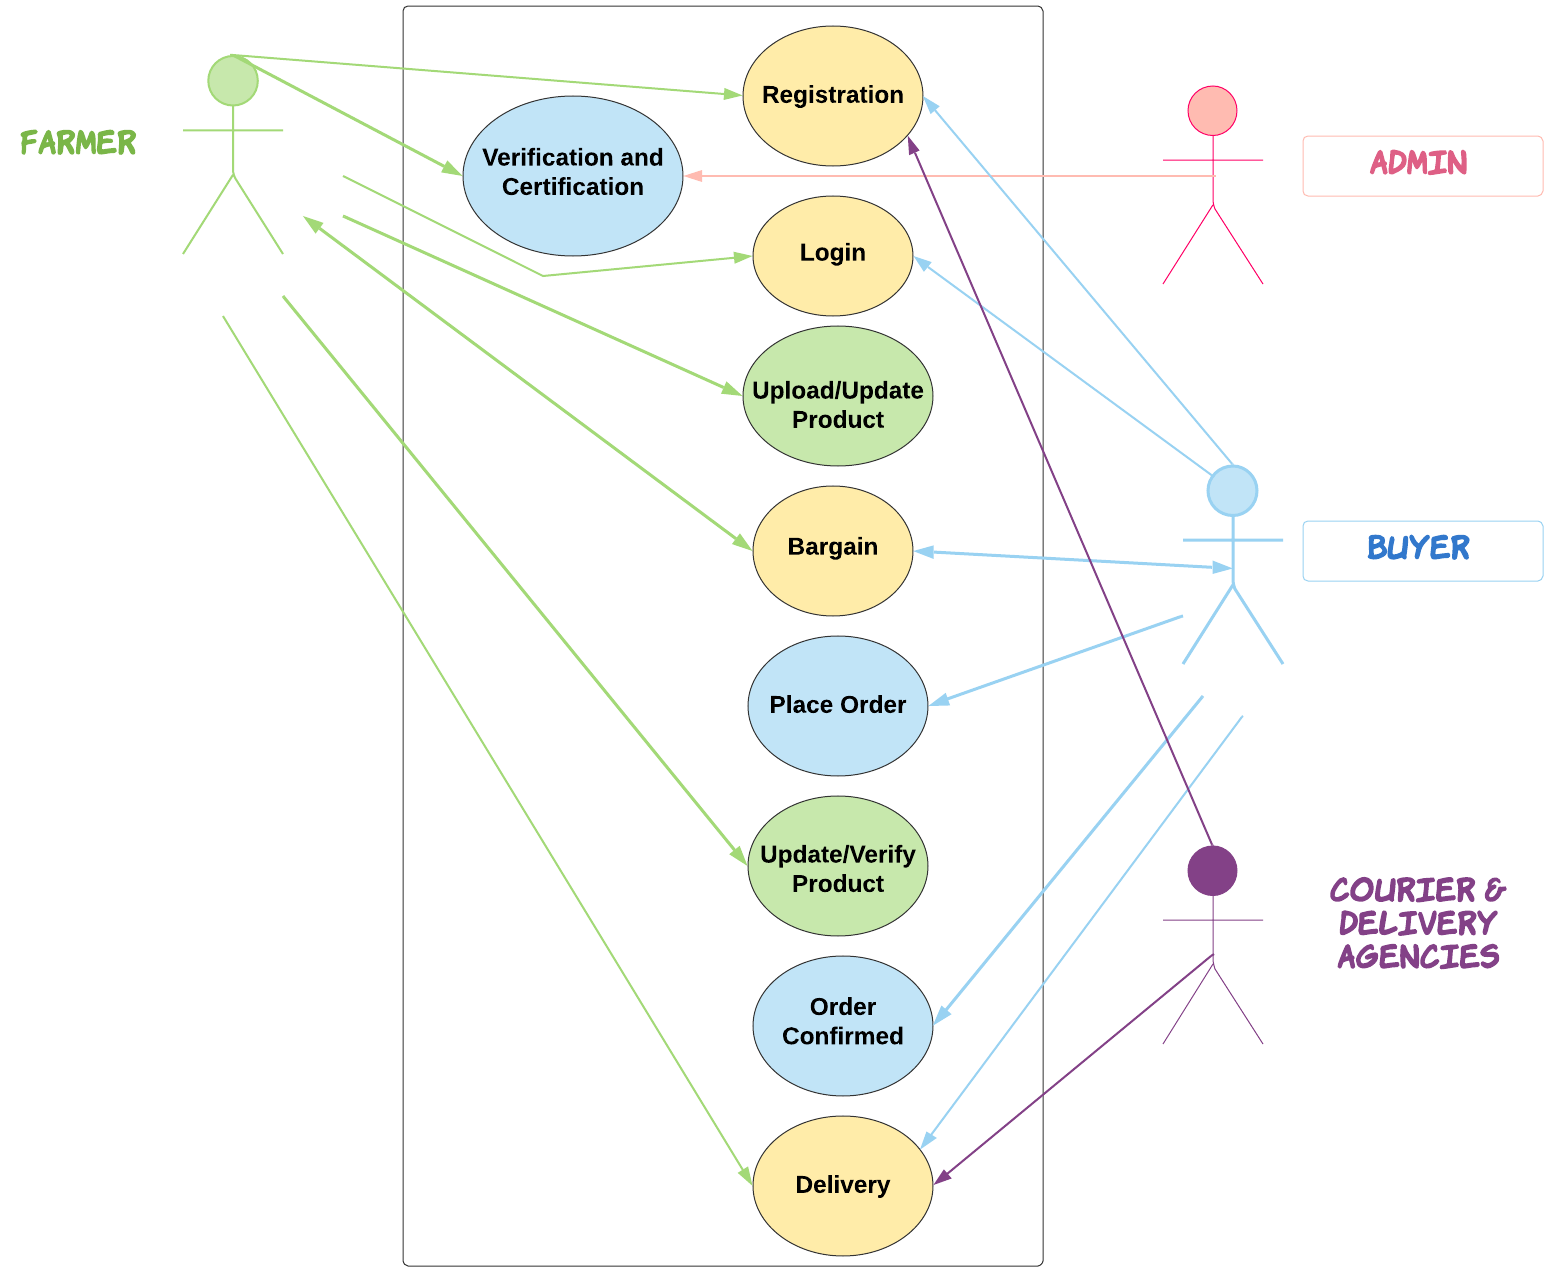 FARMER
Registration
Verification and
Certification
ADMIN
Login
Upload/Update
Product
Bargain
BUYER
Place Order
Update/Verify
Product
COURIER &
DELIVERY
AGENCIES
Order
Confirmed
Delivery